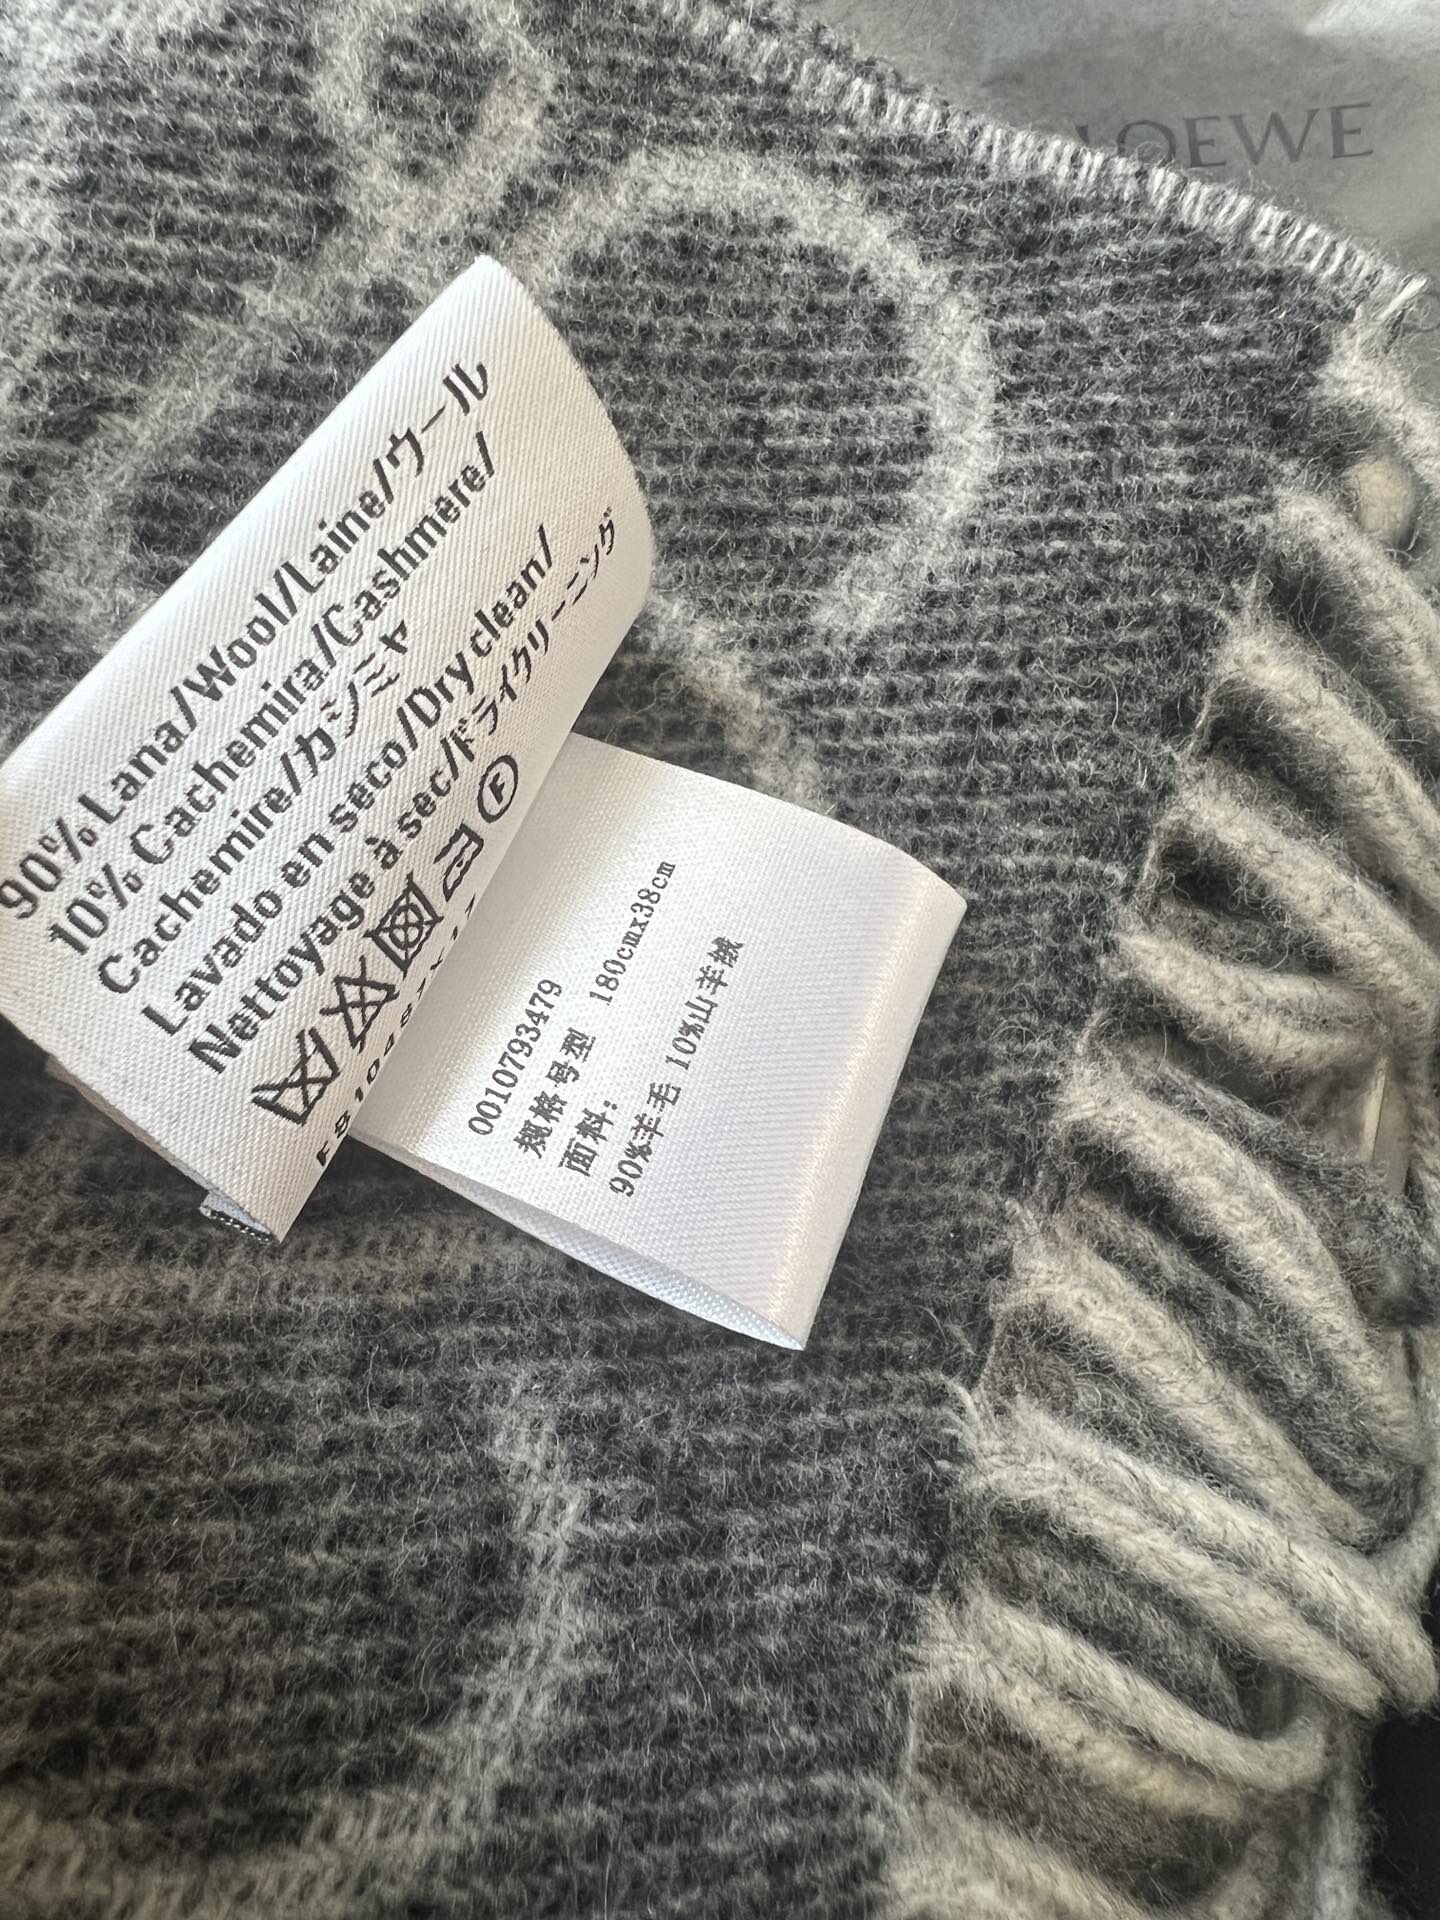 LOEWE
90% Lana/Wool/Laine/ウール
10% Cachemira/Cashmere/
Cachemire/カシミヤ
Lavado en seco/Dry clean/
Nettoyage à sec/ドライクリーニング
F
0010793479
规格号型 180cmx38cm
面料:
90%羊毛 10%山羊绒